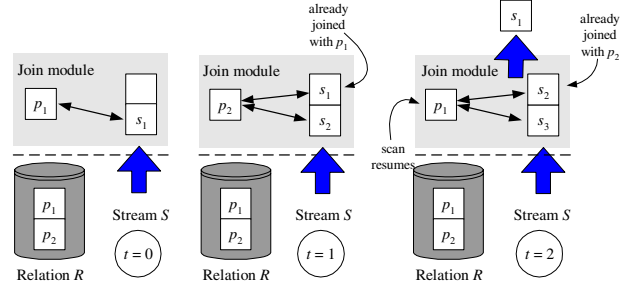 Join module
p1
s1
p1
p2
Stream S
t = 0
Relation R
already
joined
with p1
Join module
p2
s1
s2
p1
p2
Stream S
t = 1
Relation R
s1
already
joined
with p2
Join module
p1
s2
s3
scan
resumes
p1
p2
Stream S
t = 2
Relation R